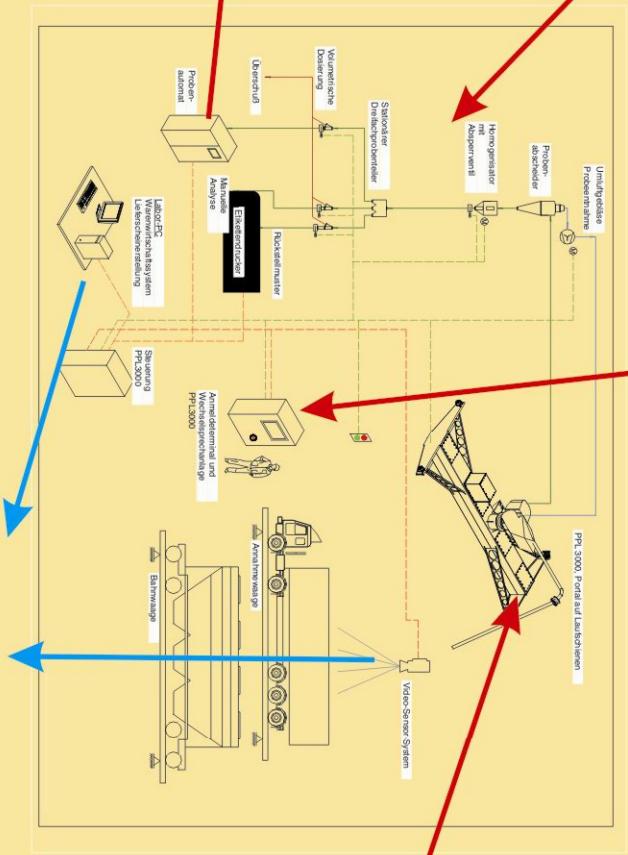 Umluftgebläse
Probeentnahme
Proben-
abscheider
Homogenisator
mit
Absperrventil
Stationärer
Dreifachprobenteiler
Volumetrische
Dosierung
Überschuß
Proben-
automat
Manuelle
Analyse
Etikettendrucker
Rückstellmuster
Labor-PC
Warenwirtschaftssystem
Lieferscheinerstellung
Steuerung
PPL3000
Anmeldeterminal und
Wechselsprechanlage
PPL3000
PPL 3000, Portal auf Laufschienen
Video-Sensor-System
Annahmewaage
Bahnwaage